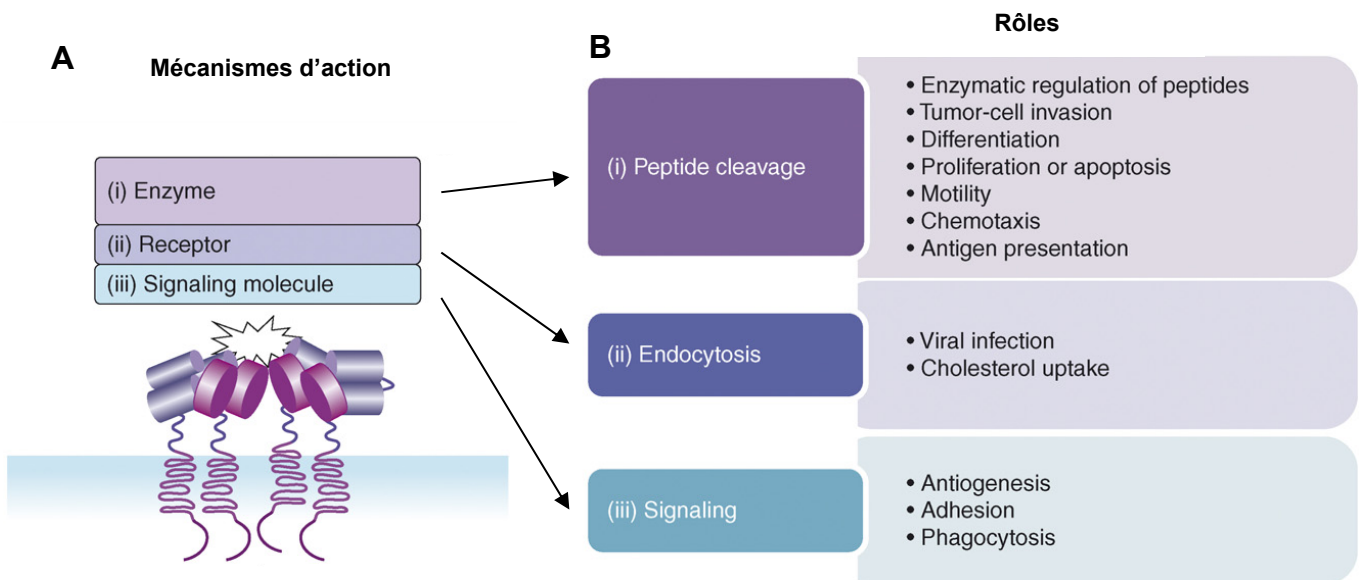 A
Mécanismes d’action
(i) Enzyme
(ii) Receptor
(iii) Signaling molecule
B
Rôles
(i) Peptide cleavage
• Enzymatic regulation of peptides
• Tumor-cell invasion
• Differentiation
• Proliferation or apoptosis
• Motility
• Chemotaxis
• Antigen presentation
(ii) Endocytosis
• Viral infection
• Cholesterol uptake
(iii) Signaling
• Antiogenesis
• Adhesion
• Phagocytosis